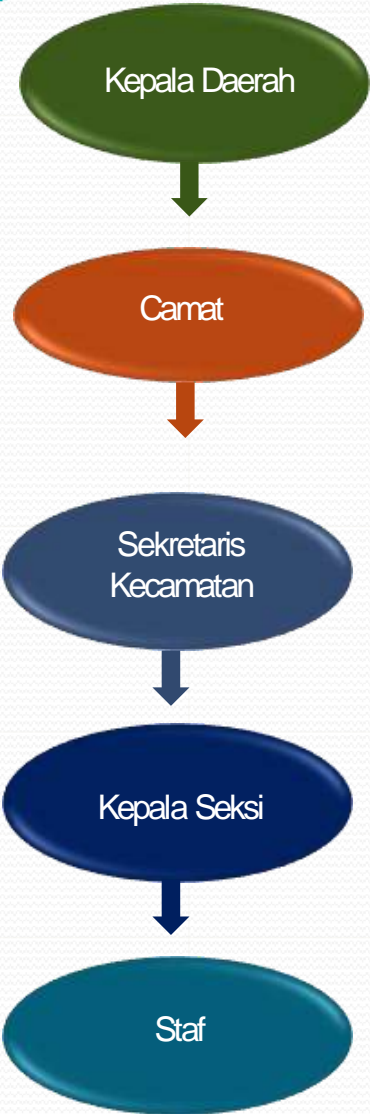 Kepala Daerah
Camat
Sekretaris
Kecamatan
Kepala Seksi
Staf